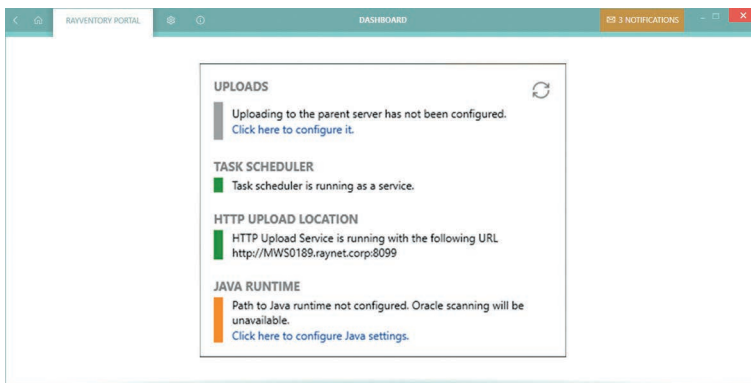 RAYVENTORY PORTAL
DASHBOARD
3 NOTIFICATIONS
UPLOADS
Uploading to the parent server has not been configured.
Click here to configure it.
TASK SCHEDULER
Task scheduler is running as a service.
HTTP UPLOAD LOCATION
HTTP Upload Service is running with the following URL
http://MWS0189.raynet.corp:8099
JAVA RUNTIME
Path to Java runtime not configured. Oracle scanning will be
unavailable.
Click here to configure Java settings.